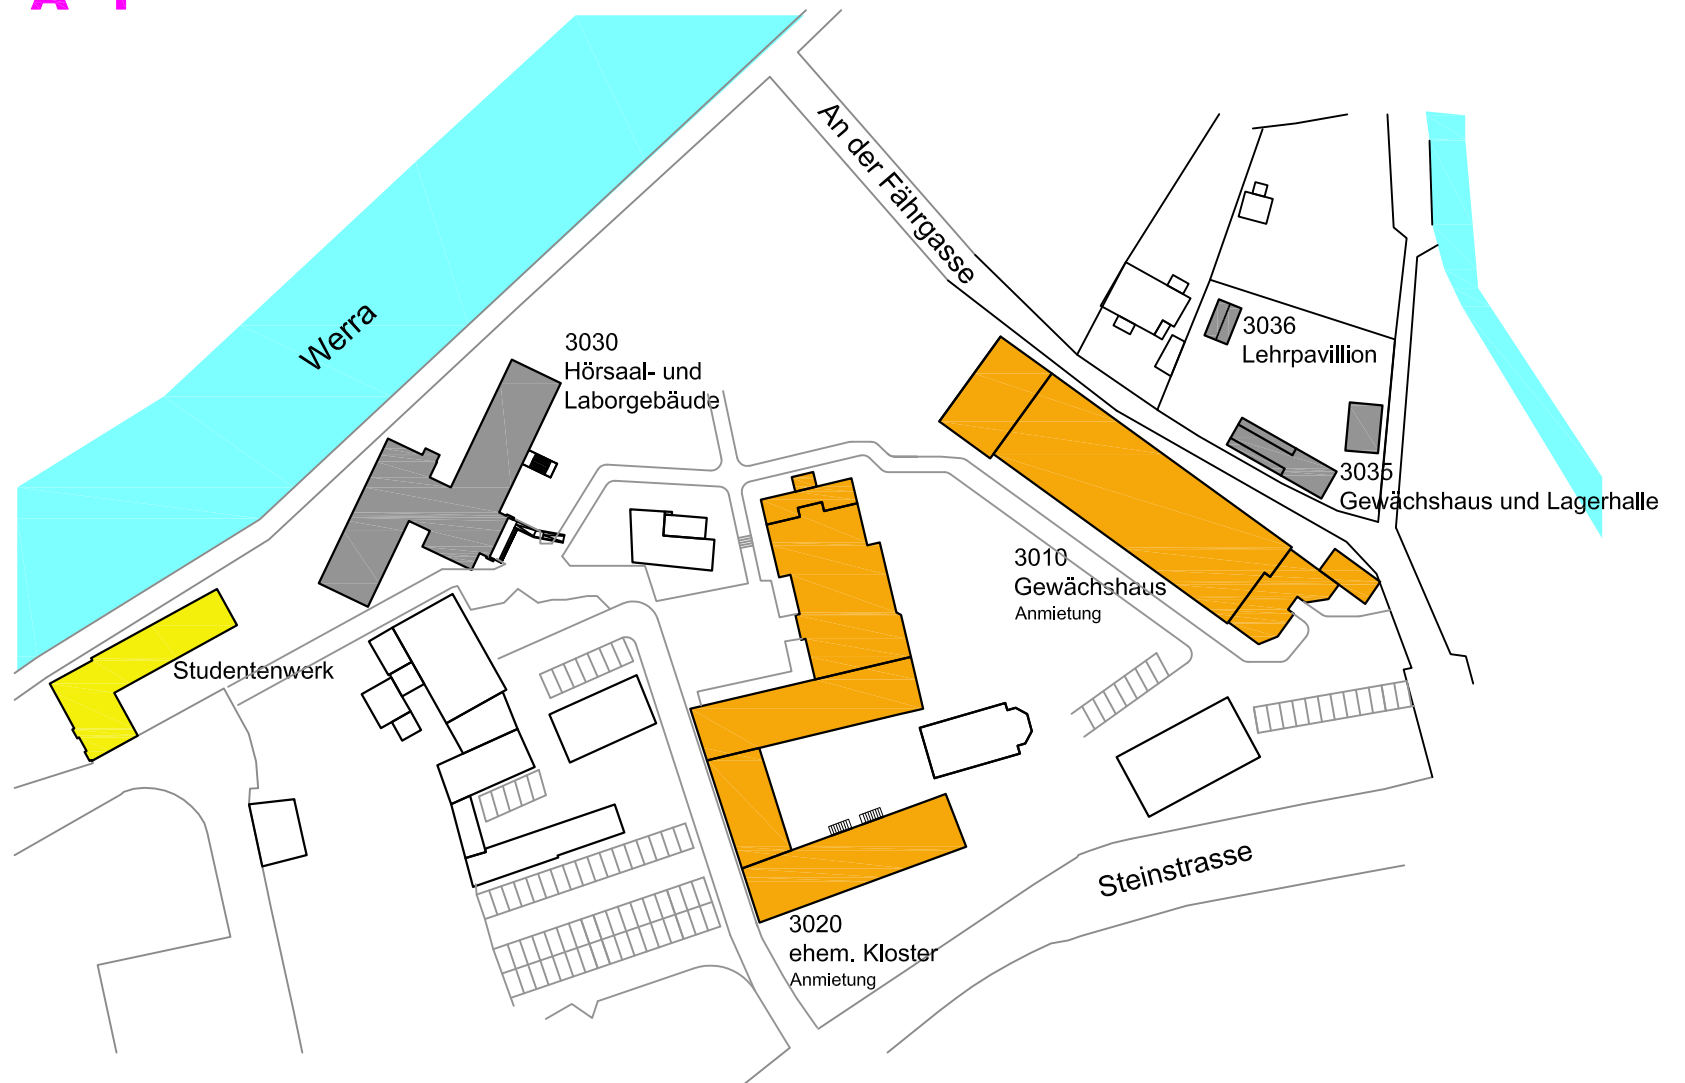 An der Fährgasse
Werra
3030
Hörsaal- und
Laborgebäude
3036
Lehrpavillion
3035
Gewächshaus und Lagerhalle
3010
Gewächshaus
Anmietung
Studentenwerk
Steinstrasse
3020
ehem. Kloster
Anmietung